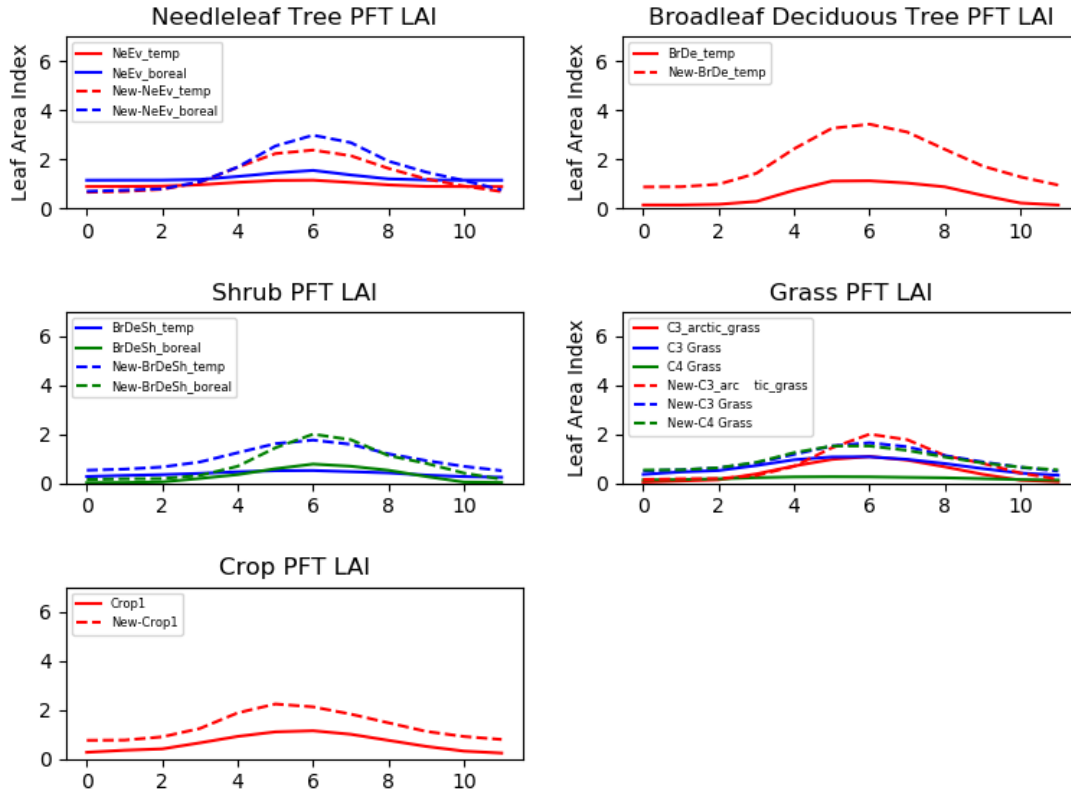 Needleleaf Tree PFT LAI
Leaf Area Index
6
4
2
0
NeEv_temp
NeEv_boreal
New-NeEv_temp
New-NeEv_boreal
0 2 4 6 8 10
Broadleaf Deciduous Tree PFT LAI
Leaf Area Index
6
4
2
0
BrDe_temp
New-BrDe_temp
0 2 4 6 8 10
Shrub PFT LAI
6
4
2
0
BrDeSh_temp
BrDeSh_boreal
New-BrDeSh_temp
New-BrDeSh_boreal
0 2 4 6 8 10
Grass PFT LAI
Leaf Area Index
6
4
2
0
C3_arctic_grass
C3 Grass
C4 Grass
New-C3_arc tic_grass
New-C3 Grass
New-C4 Grass
0 2 4 6 8 10
Crop PFT LAI
6
4
2
0
Crop1
New-Crop1
0 2 4 6 8 10